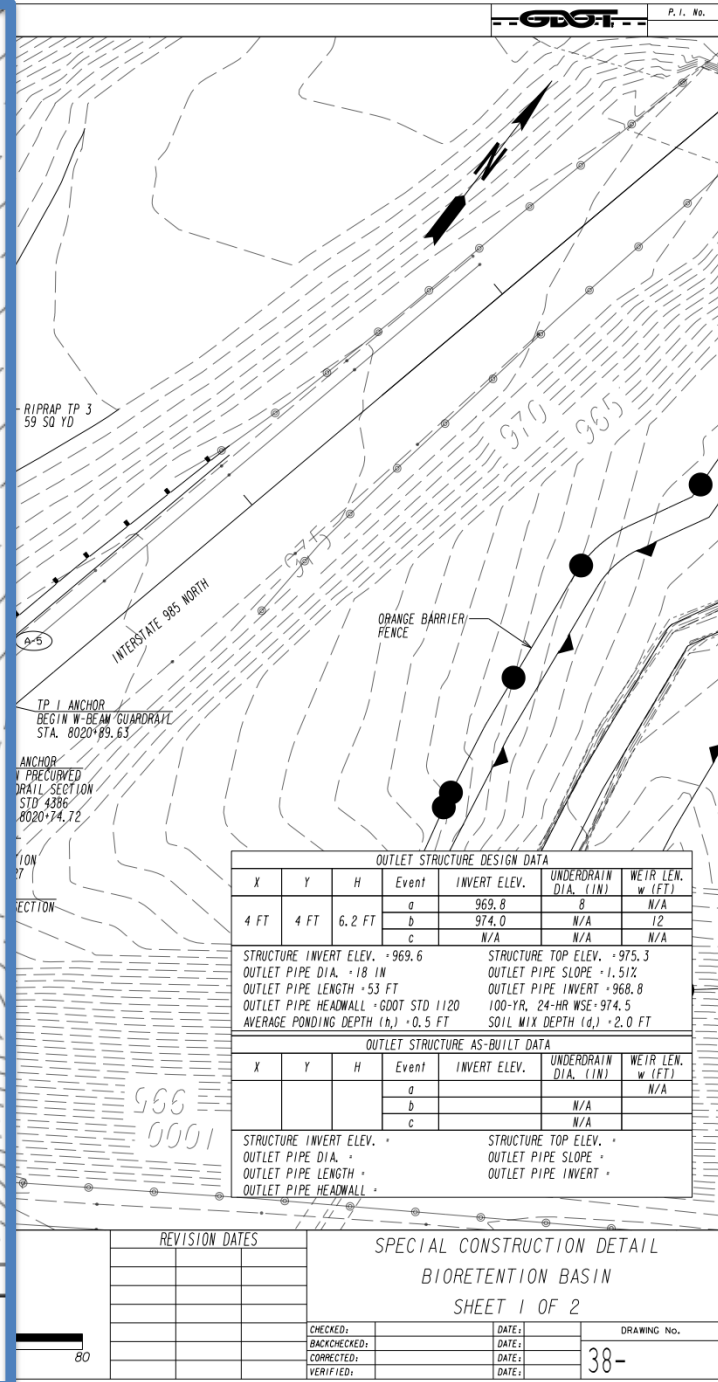 GDOT
P.I. No.
N
RIPRAP TP 3
59 SQ YD
970
965
975
INTERSTATE 985 NORTH
A-5
ORANGE BARRIER
FENCE
TP 1 ANCHOR
BEGIN W-BEAM GUARDRAIL
STA. 8020+89.63
ANCHOR
PRECURVED
RAIL SECTION
STD 4386
8020+74.72
ION
27
SECTION
OUTLET STRUCTURE DESIGN DATA
X Y H Event INVERT ELEV. UNDERDRAIN DIA. (IN) WEIR LEN. w (FT)
4 FT 4 FT 6.2 FT
a 969.8 8 N/A
b 974.0 N/A 12
c N/A N/A N/A
STRUCTURE INVERT ELEV. = 969.6 STRUCTURE TOP ELEV. = 975.3
OUTLET PIPE DIA. = 18 IN OUTLET PIPE SLOPE = 1.51%
OUTLET PIPE LENGTH = 53 FT OUTLET PIPE INVERT = 968.8
OUTLET PIPE HEADWALL = GDOT STD 1120 100-YR, 24-HR WSE = 974.5
AVERAGE PONDING DEPTH (h,) = 0.5 FT SOIL MIX DEPTH (d,) = 2.0 FT
OUTLET STRUCTURE AS-BUILT DATA
X Y H Event INVERT ELEV. UNDERDRAIN DIA. (IN) WEIR LEN. w (FT)
a N/A
b N/A
c N/A
STRUCTURE INVERT ELEV. = STRUCTURE TOP ELEV. =
OUTLET PIPE DIA. = OUTLET PIPE SLOPE =
OUTLET PIPE LENGTH = OUTLET PIPE INVERT =
OUTLET PIPE HEADWALL =
995
1000
80
REVISION DATES
SPECIAL CONSTRUCTION DETAIL
BIORETENTION BASIN
SHEET 1 OF 2
CHECKED: DATE:
BACKCHECKED: DATE:
CORRECTED: DATE:
VERIFIED: DATE:
DRAWING No.
38-